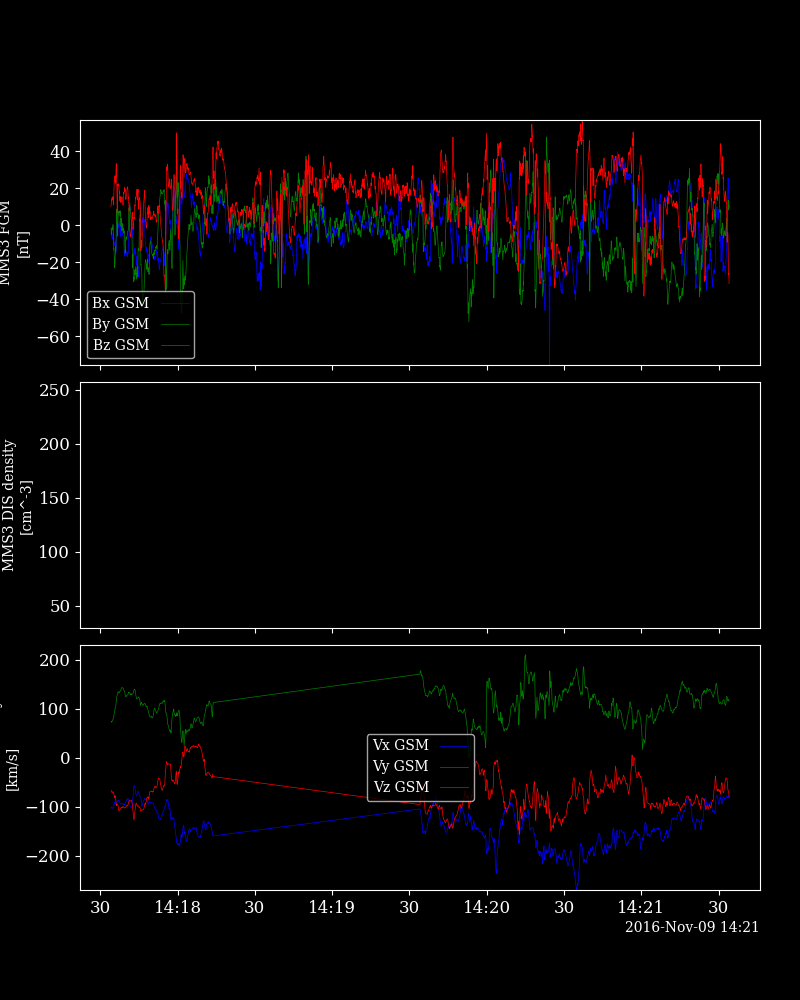 40
20
0
−20
−40
−60
MMS3 FGM
[nT]
Bx GSM
By GSM
Bz GSM
250
200
150
100
50
MMS3 DIS density
[cm^-3]
200
100
0
−100
−200
[km/s]
Vx GSM
Vy GSM
Vz GSM
30 14:18 30 14:19 30 14:20 30 14:21 30
2016-Nov-09 14:21